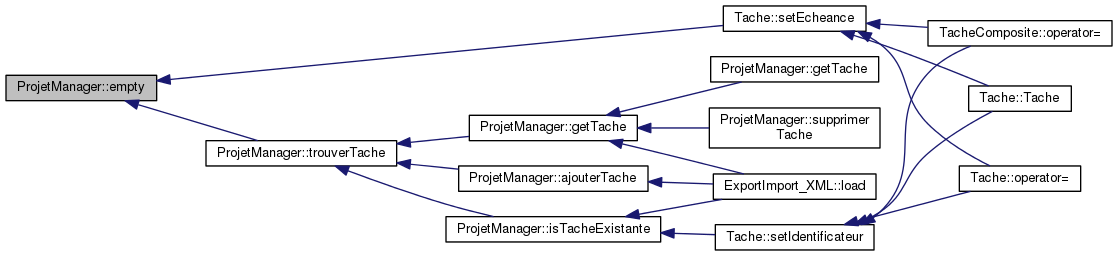 Tache::setEcheance
TacheComposite::operator=
ProjetManager::getTache
ProjetManager::empty
Tache::Tache
ProjetManager::supprimer
Tache
ProjetManager::getTache
ProjetManager::trouverTache
ProjetManager::ajouterTache
ExportImport_XML::load
Tache::operator=
ProjetManager::isTacheExistante
Tache::setIdentificateur